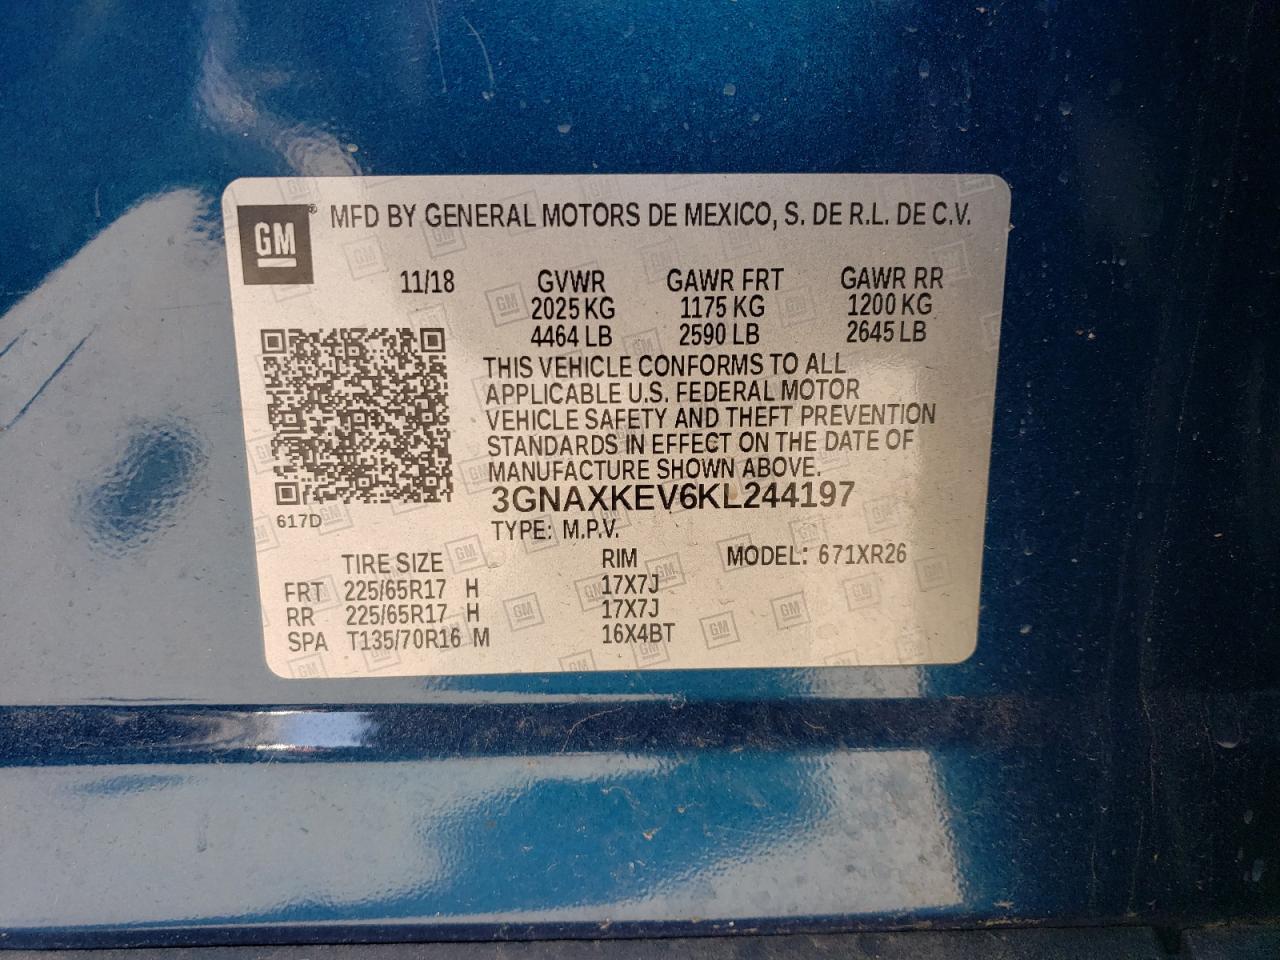 GM® MFD BY GENERAL MOTORS DE MEXICO, S. DE R.L. DE C.V.
11/18 GVWR GAWR FRT GAWR RR
2025 KG 1175 KG 1200 KG
4464 LB 2590 LB 2645 LB
THIS VEHICLE CONFORMS TO ALL
APPLICABLE U.S. FEDERAL MOTOR
VEHICLE SAFETY AND THEFT PREVENTION
STANDARDS IN EFFECT ON THE DATE OF
MANUFACTURE SHOWN ABOVE.
3GNAXKEV6KL244197
617D
TYPE: M.P.V.
TIRE SIZE RIM MODEL: 671XR26
FRT 225/65R17 H 17X7J
RR 225/65R17 H 17X7J
SPA T135/70R16 M 16X4BT